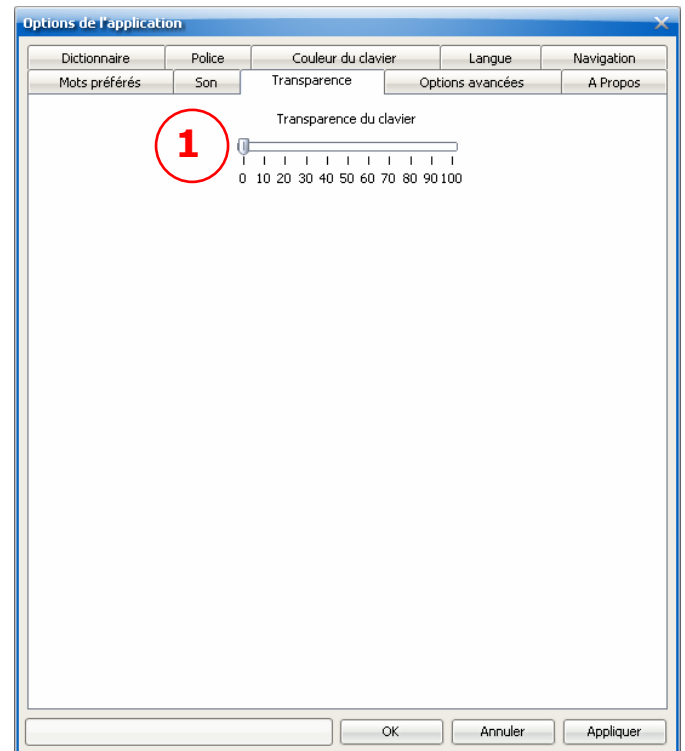 Options de l'application
Dictionnaire Police Couleur du clavier Langue Navigation
Mots préférés Son Transparence Options avancées A Propos
Transparence du clavier
1
0 10 20 30 40 50 60 70 80 90 100
OK Annuler Appliquer